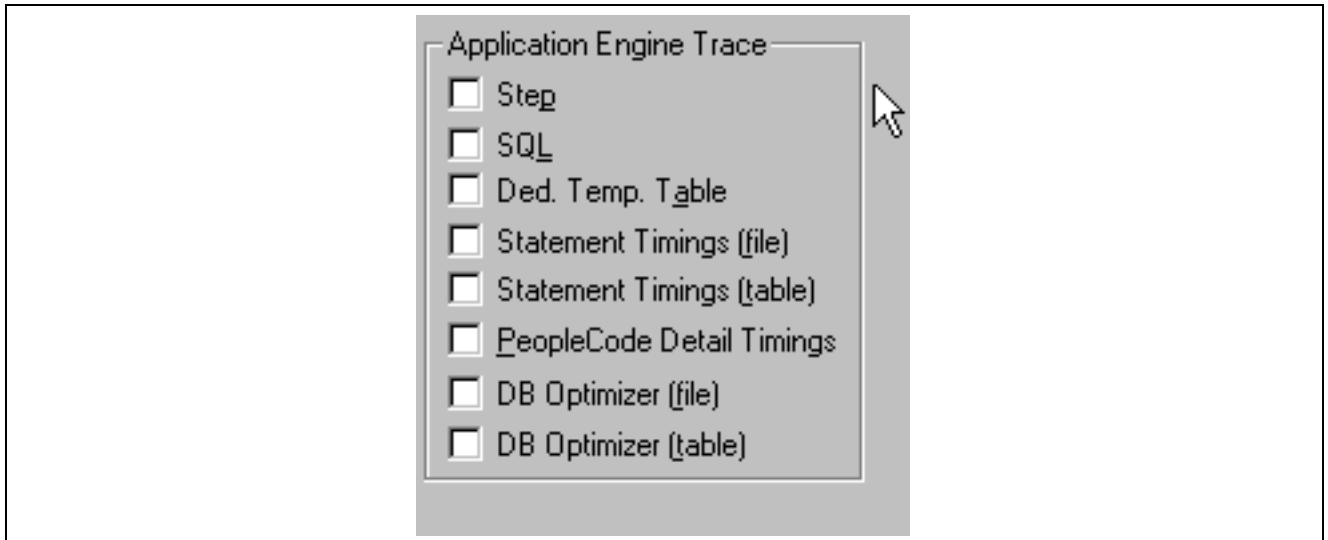 Application Engine Trace
Step
SQL
Ded. Temp. Table
Statement Timings (file)
Statement Timings (table)
PeopleCode Detail Timings
DB Optimizer (file)
DB Optimizer (table)